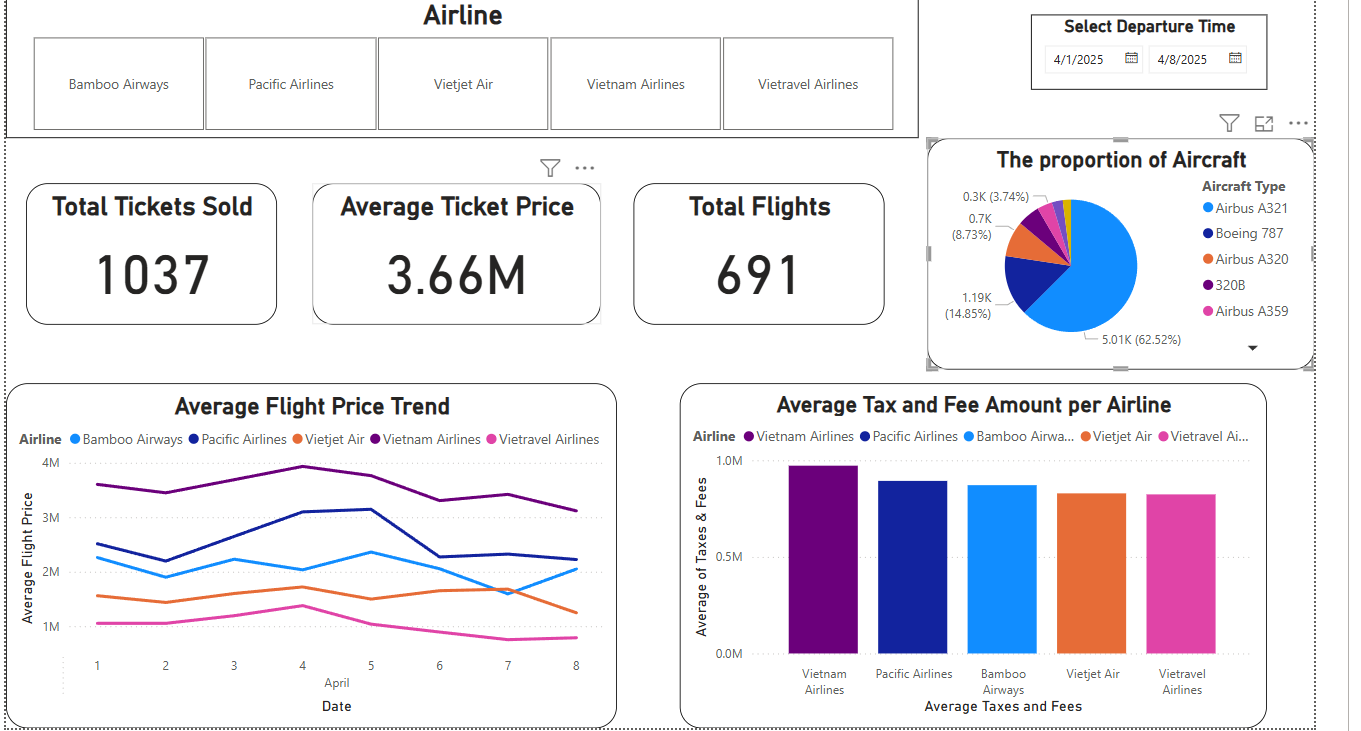 Airline
Bamboo Airways
Pacific Airlines
Vietjet Air
Vietnam Airlines
Vietravel Airlines
Select Departure Time
4/1/2025
4/8/2025
Total Tickets Sold
1037
Average Ticket Price
3.66M
Total Flights
691
The proportion of Aircraft
0.3K (3.74%)
0.7K
(8.73%)
1.19K
(14.85%)
5.01K (62.52%)
Aircraft Type
Airbus A321
Boeing 787
Airbus A320
320B
Airbus A359
Average Flight Price Trend
Airline Bamboo Airways Pacific Airlines Vietjet Air Vietnam Airlines Vietravel Airlines
Average Flight Price
4M
3M
2M
1M
1 2 3 4 5 6 7 8
April
Date
Average Tax and Fee Amount per Airline
Airline Vietnam Airlines Pacific Airlines Bamboo Airwa... Vietjet Air Vietravel Ai...
Average of Taxes & Fees
1.0M
0.5M
0.0M
Vietnam
Airlines
Pacific Airlines
Bamboo
Airways
Vietjet Air
Vietravel
Airlines
Average Taxes and Fees